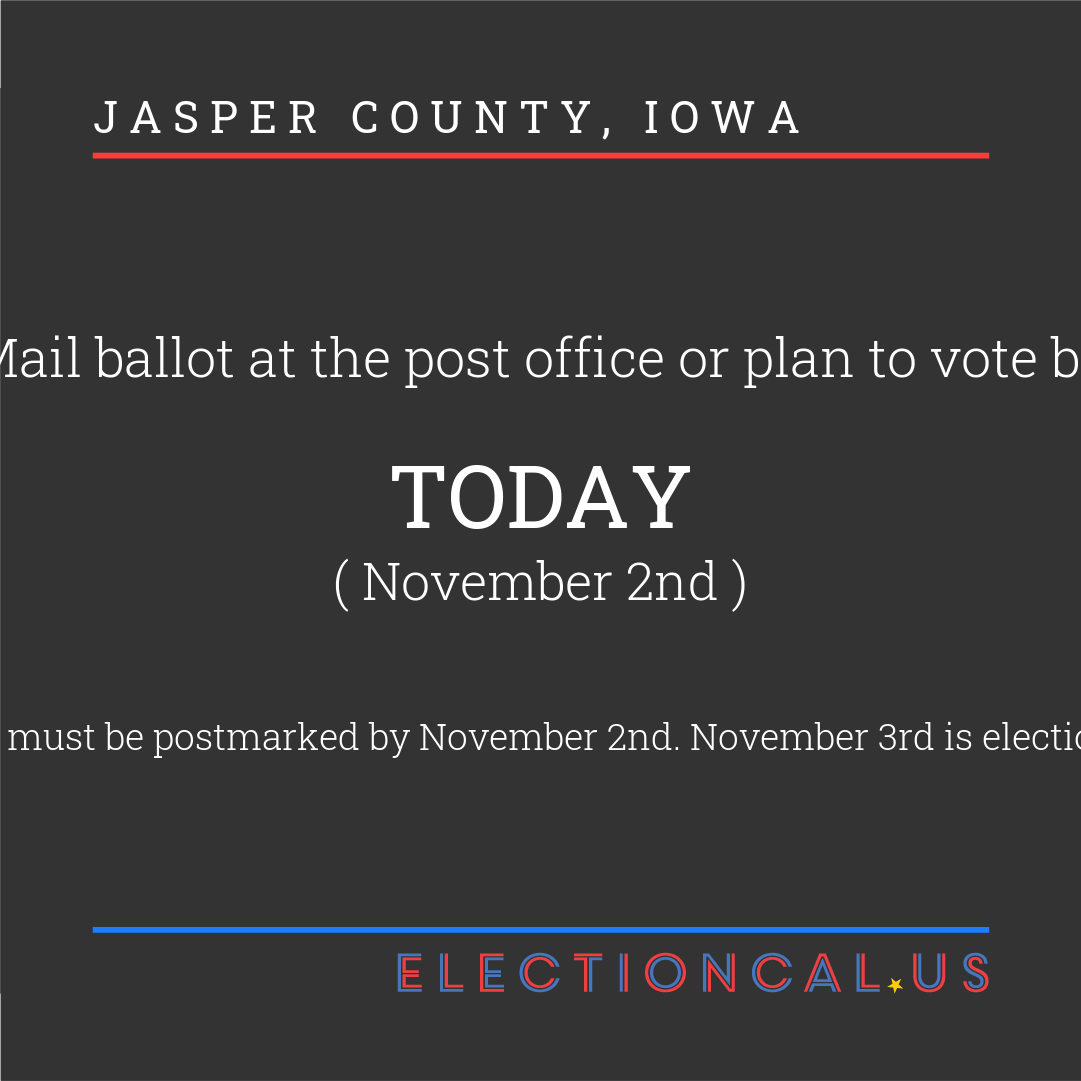 JASPER COUNTY, IOWA
Mail ballot at the post office or plan to vote b
TODAY
( November 2nd )
must be postmarked by November 2nd. November 3rd is electio
ELECTIONCAL.US